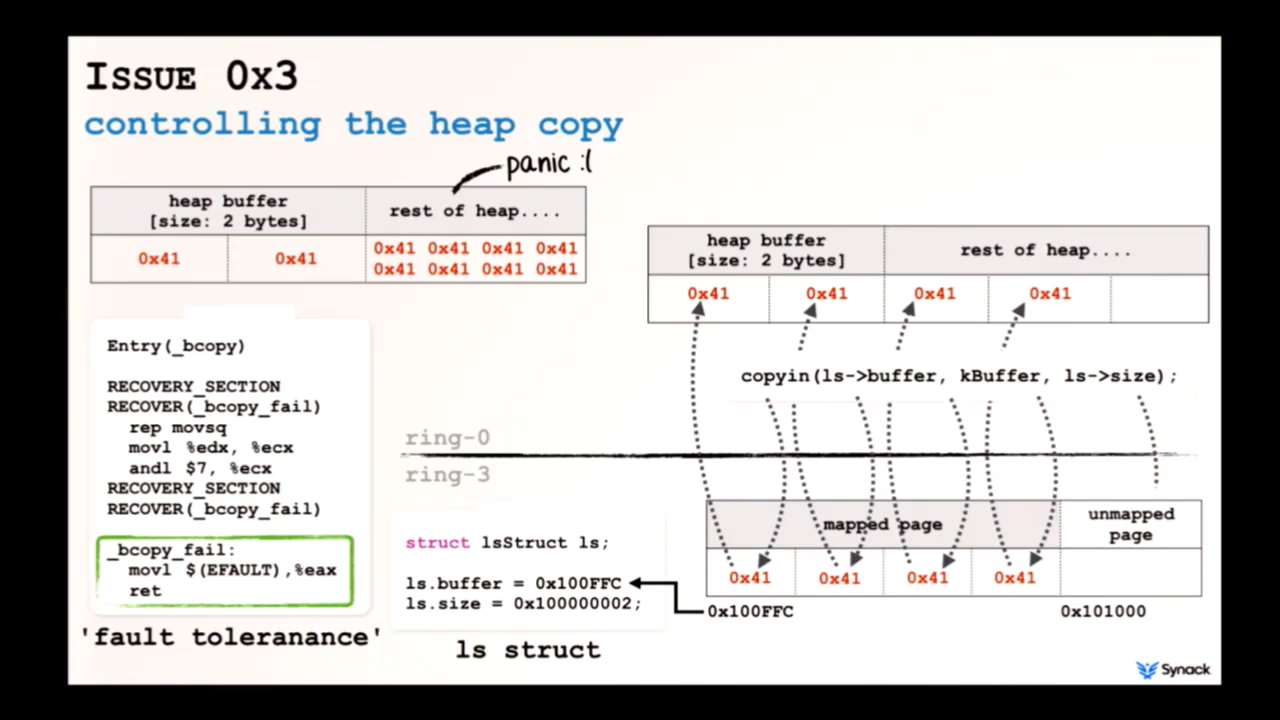 Issue 0x3
controlling the heap copy
panic :(
heap buffer
[size: 2 bytes]
rest of heap....
0x41
0x41
0x41 0x41 0x41 0x41
0x41 0x41 0x41 0x41
heap buffer
[size: 2 bytes]
rest of heap....
0x41
0x41
0x41
0x41
Entry(_bcopy)
RECOVERY_SECTION
RECOVER(_bcopy_fail)
rep movsq
movl %edx, %ecx
andl $7, %ecx
RECOVERY_SECTION
RECOVER(_bcopy_fail)
_bcopy_fail:
movl $(EFAULT),%eax
ret
'fault toleranance'
copyin(ls->buffer, kBuffer, ls->size);
ring-0
ring-3
struct lsStruct ls;
ls.buffer = 0x100FFC
ls.size = 0x100000002;
ls struct
mapped page
unmapped
page
0x41
0x41
0x41
0x41
0x100FFC
0x101000
Synack